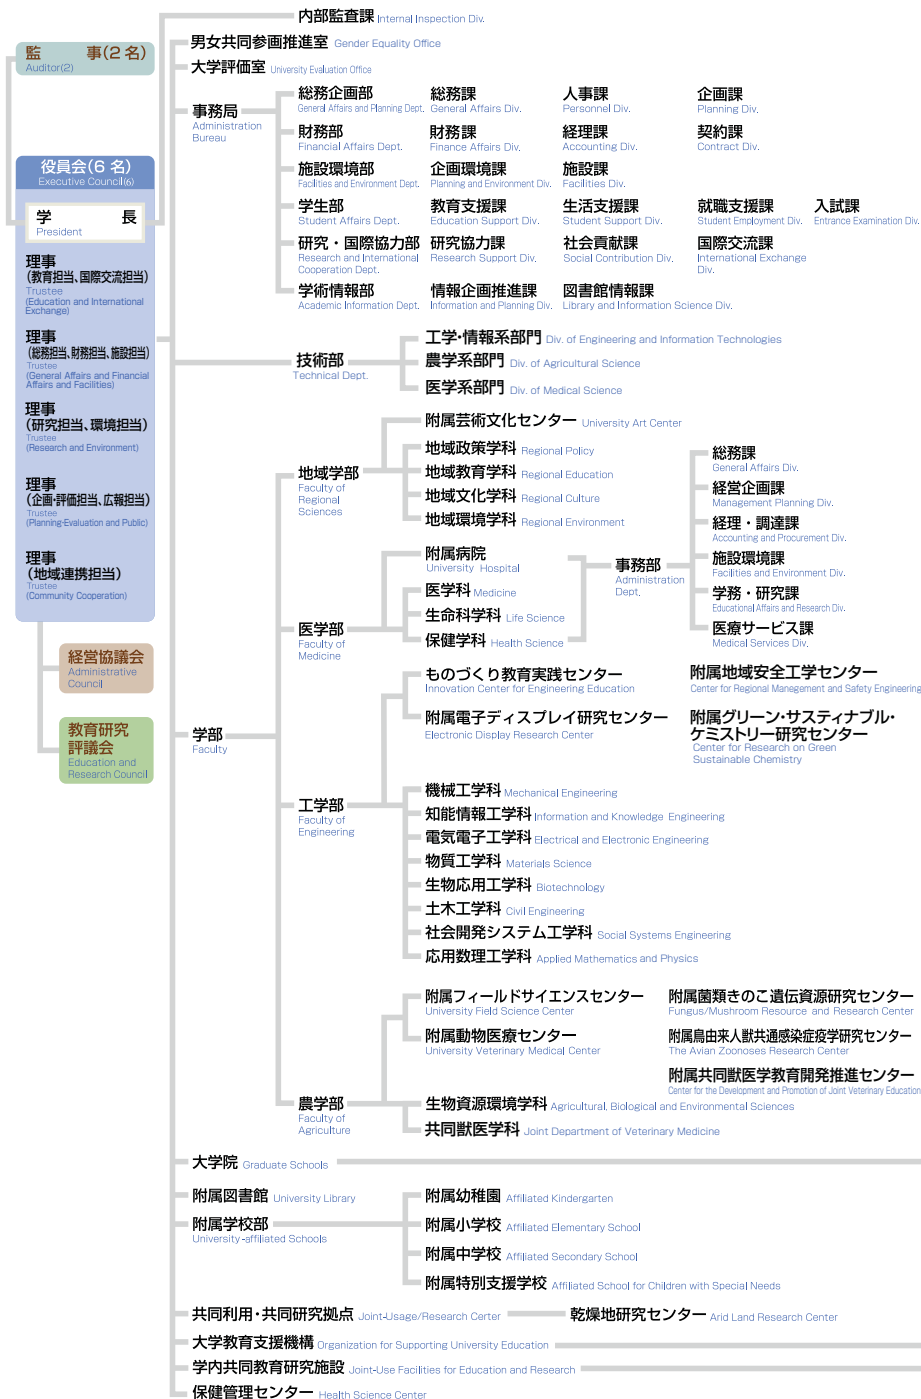 内部監査課 Internal Inspection Div.
監　　事(2名)
Auditor(2)
男女共同参画推進室 Gender Equality Office
大学評価室 University Evaluation Office
役員会(6 名)
Executive Council(6)
学　　長
President
理事
(教育担当、国際交流担当)
Trustee
(Education and International
Exchange)
理事
(総務担当、財務担当、施設担当)
Trustee
(General Affairs and Financial
Affairs and Facilities)
理事
(研究担当、環境担当)
Trustee
(Research and Environment)
理事
(企画・評価担当、広報担当)
Trustee
(Planning-Evaluation and Public)
理事
(地域連携担当)
Trustee
(Community Cooperation)
経営協議会
Administrative
Council
教育研究
評議会
Education and
Research Council
事務局
Administration
Bureau
総務企画部 総務課 人事課 企画課
General Affairs and Planning Dept. General Affairs Div. Personnel Div. Planning Div.
財務部 財務課 経理課 契約課
Financial Affairs Dept. Finance Affairs Div. Accounting Div. Contract Div.
施設環境部 企画環境課 施設課
Facilities and Environment Dept. Planning and Environment Div. Facilities Div.
学生部 教育支援課 生活支援課 就職支援課 入試課
Student Affairs Dept. Education Support Div. Student Support Div. Student Employment Div. Entrance Examination Div.
研究・国際協力部 研究協力課 社会貢献課 国際交流課
Research and International Research Support Div. Social Contribution Div. International Exchange
Cooperation Dept. Div.
学術情報部 情報企画推進課 図書館情報課
Academic Information Dept. Information and Planning Div. Library and Information Science Div.
技術部
Technical Dept.
工学・情報系部門 Div. of Engineering and Information Technologies
農学系部門 Div. of Agricultural Science
医学系部門 Div. of Medical Science
学部
Faculty
地域学部
Faculty of
Regional
Sciences
附属芸術文化センター University Art Center
地域政策学科 Regional Policy
地域教育学科 Regional Education
地域文化学科 Regional Culture
地域環境学科 Regional Environment
医学部
Faculty of
Medicine
附属病院
University Hospital
医学科 Medicine
生命科学科 Life Science
保健学科 Health Science
事務部
Administration
Dept.
総務課
General Affairs Div.
経営企画課
Management Planning Div.
経理・調達課
Accounting and Procurement Div.
施設環境課
Facilities and Environment Div.
学務・研究課
Educational Affairs and Research Div.
医療サービス課
Medical Services Div.
工学部
Faculty of
Engineering
ものづくり教育実践センター 附属地域安全工学センター
Innovation Center for Engineering Education Center for Regional Management and Safety Engineering
附属電子ディスプレイ研究センター
Electronic Display Research Center
附属グリーン・サスティナブル・
ケミストリー研究センター
Center for Research on Green
Sustainable Chemistry
機械工学科 Mechanical Engineering
知能情報工学科 Information and Knowledge Engineering
電気電子工学科 Electrical and Electronic Engineering
物質工学科 Materials Science
生物応用工学科 Biotechnology
土木工学科 Civil Engineering
社会開発システム工学科 Social Systems Engineering
応用数理工学科 Applied Mathematics and Physics
農学部
Faculty of
Agriculture
附属フィールドサイエンスセンター 附属菌類きのこ遺伝資源研究センター
University Field Science Center Fungus/Mushroom Resource and Research Center
附属動物医療センター 附属鳥由来人獣共通感染症疫学研究センター
University Veterinary Medical Center The Avian Zoonoses Research Center
附属共同獣医学教育開発推進センター
Center for the Development and Promotion of Joint Veterinary Education
生物資源環境学科 Agricultural, Biological and Environmental Sciences
共同獣医学科 Joint Department of Veterinary Medicine
大学院 Graduate Schools
附属図書館 University Library
附属学校部
University-affiliated Schools
附属幼稚園 Affiliated Kindergarten
附属小学校 Affiliated Elementary School
附属中学校 Affiliated Secondary School
附属特別支援学校 Affiliated School for Children with Special Needs
共同利用・共同研究拠点 Joint-Usage/Research Center 乾燥地研究センター Arid Land Research Center
大学教育支援機構 Organization for Supporting University Education
学内共同教育研究施設 Joint-Use Facilities for Education and Research
保健管理センター Health Science Center